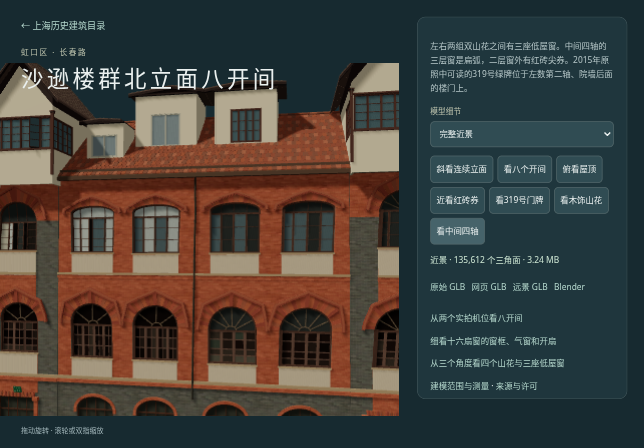 ← 上海历史建筑目录
虹口区 · 长春路
沙逊楼群北立面八开间
拖动旋转 · 滚轮或双指缩放
左右两组双山花之间有三座低屋窗。中间四轴的
三层窗是扁弧，二层窗外有红砖尖券。2015年原
照中可读的319号绿牌位于左数第二轴、院墙后面
的楼门上。
模型细节
完整近景
斜看连续立面 看八个开间 俯看屋顶
近看红砖券 看319号门牌 看木饰山花
看中间四轴
近景 · 135,612 个三角面 · 3.24 MB
原始 GLB 网页 GLB 远景 GLB Blender
从两个实拍机位看八开间
细看十六扇窗的窗框、气窗和开扇
从三个角度看四个山花与三座低屋窗
建模范围与测量 · 来源与许可